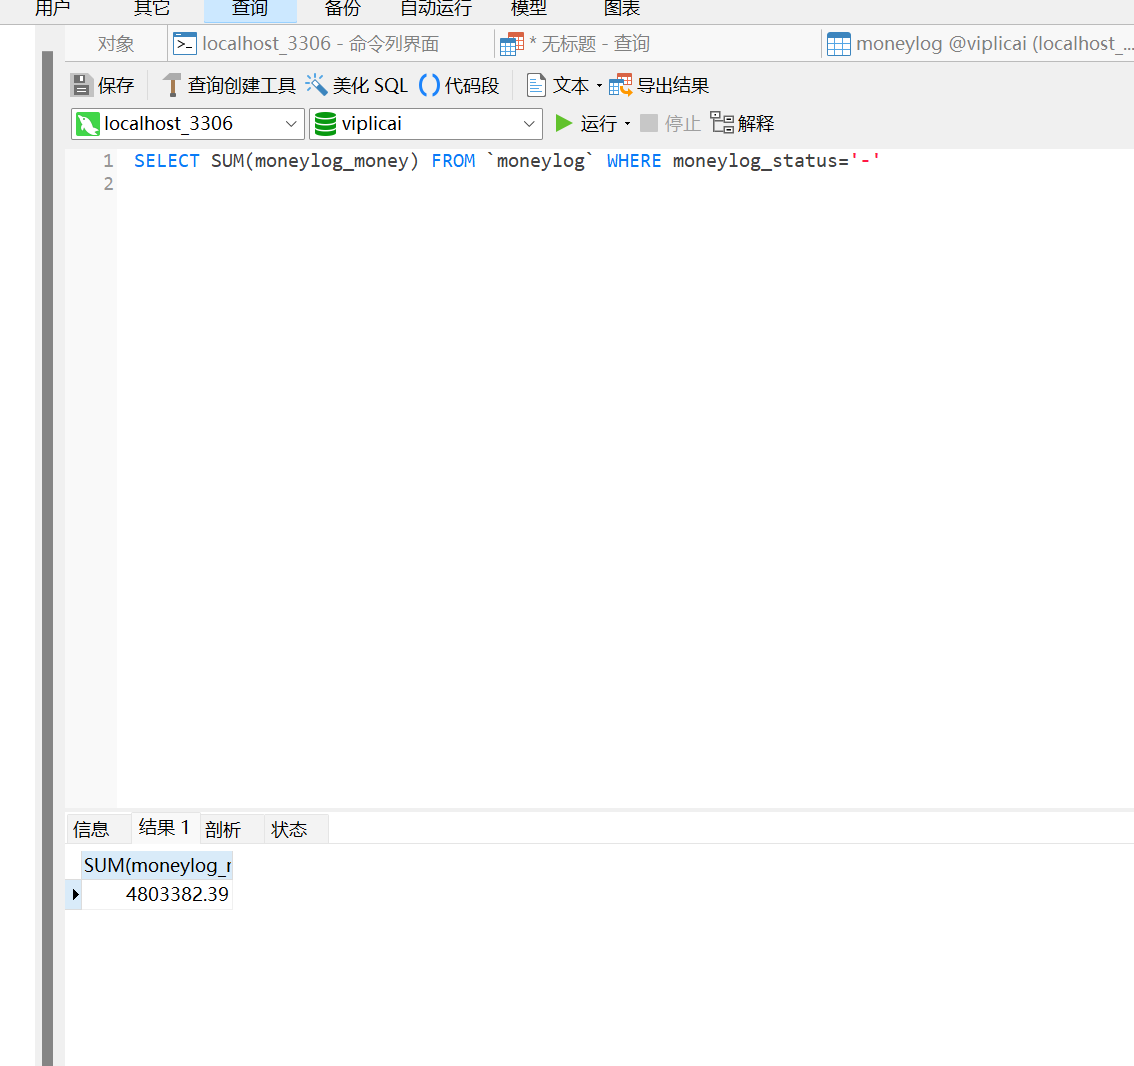 用户 其它 查询 备份 自动运行 模型 图表
对象 localhost_3306 - 命令列界面 * 无标题 - 查询 moneylog @viplicai (localhost_...
保存 查询创建工具 美化 SQL () 代码段 文本 导出结果
localhost_3306 viplicai 运行 停止 解释
1 SELECT SUM(moneylog_money) FROM `moneylog` WHERE moneylog_status='-'
2
信息 结果 1 剖析 状态
SUM(moneylog_r
4803382.39